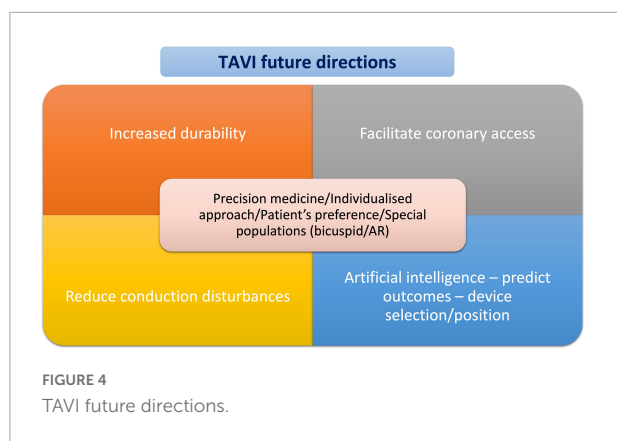 TAVI future directions
Increased durability
Facilitate coronary access
Precision medicine/Individualised
approach/Patient's preference/Special
populations (bicuspid/AR)
Reduce conduction disturbances
Artificial intelligence – predict
outcomes – device
selection/position
FIGURE 4
TAVI future directions.